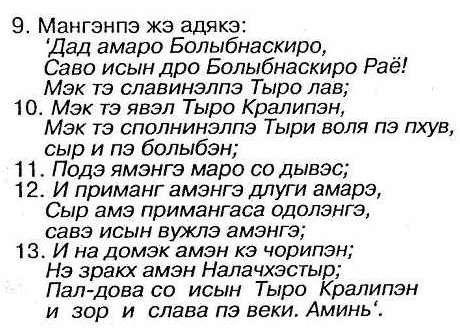 9. Мангэнпэ жэ адякэ:
'Дад амаро Болыбнаскиро,
Саво исын дро Болыбнаскиро Раё!
Мэк тэ славинэлпэ Тыро лав;
10. Мэк тэ явэл Тыро Кралипэн,
Мэк тэ сполнинэлпэ Тыри воля пэ пхув,
сыр и пэ болыбэн;
11. Подэ ямэнгэ маро со дывэс;
12. И приманг амэнгэ длуги амарэ,
Сыр амэ примангаса одолэнгэ,
савэ исын вужлэ амэнгэ;
13. И на домэк амэн кэ чорипэн;
Нэ зракх амэн Налачхэстыр;
Пал-дова со исын Тыро Кралипэн
и зор и слава пэ веки. Аминь'.